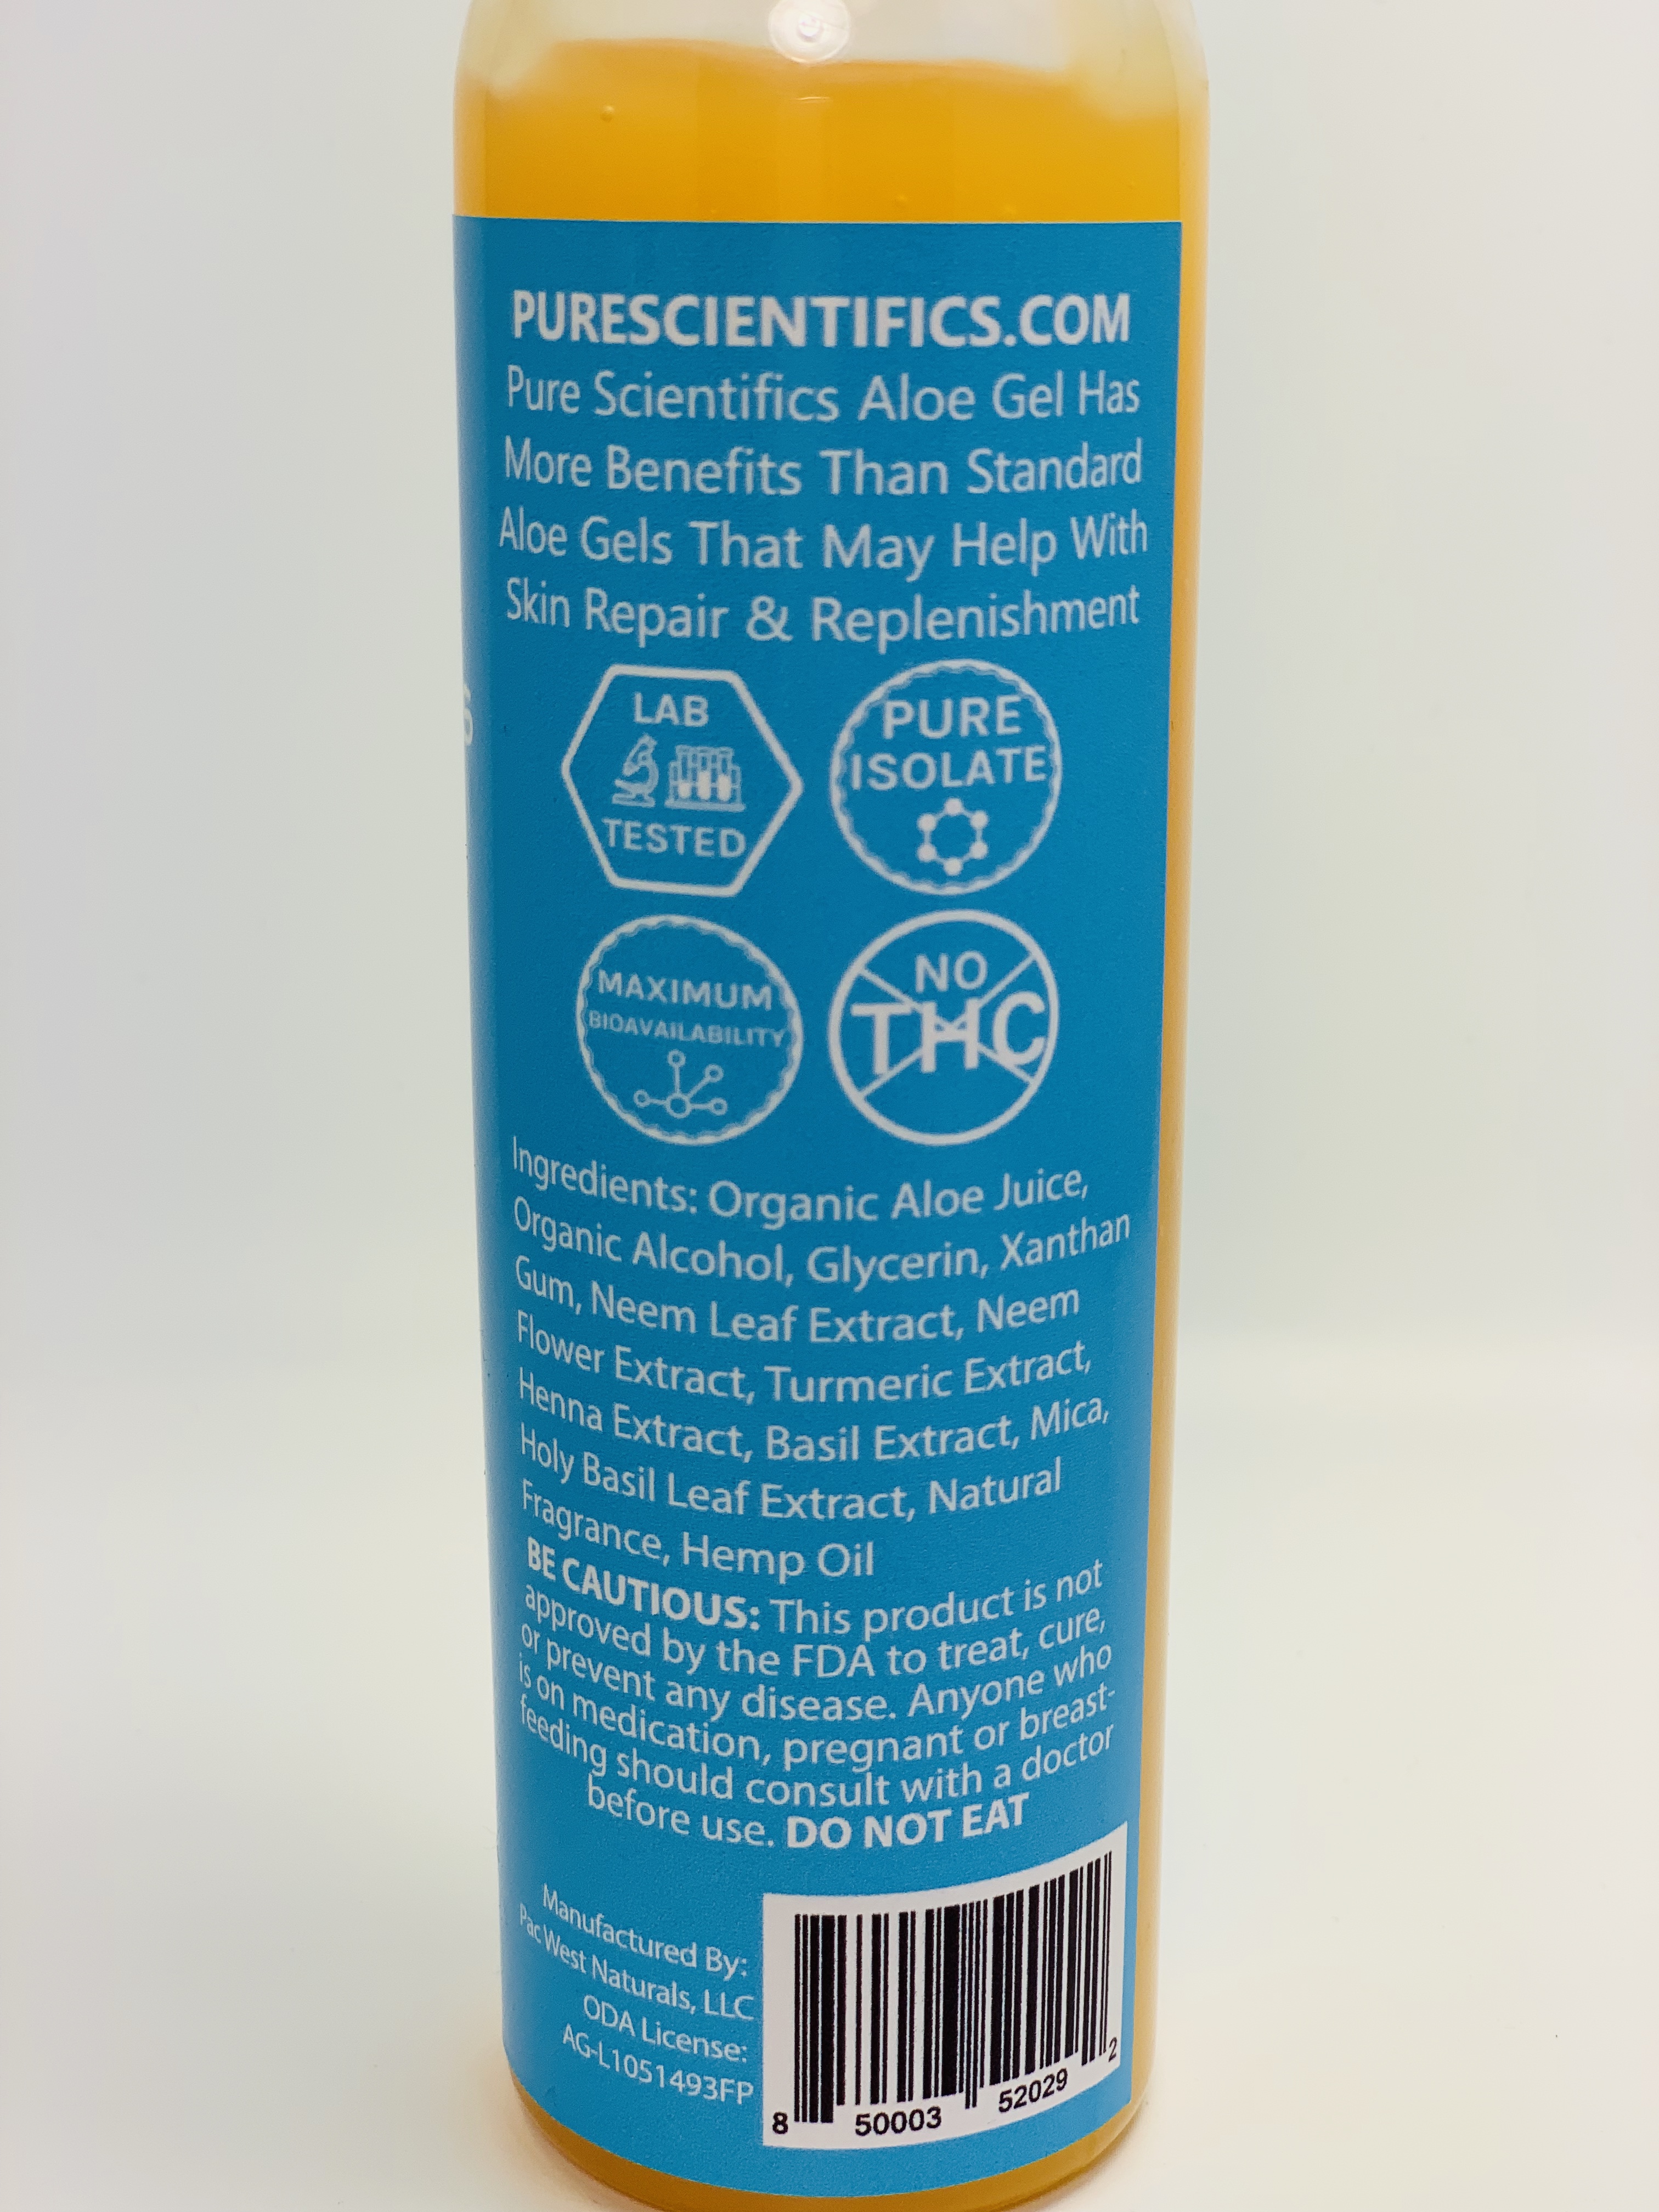 PURESCIENTIFICS.COM
Pure Scientifics Aloe Gel Has
More Benefits Than Standard
Aloe Gels That May Help With
Skin Repair & Replenishment
LAB
TESTED
PURE
ISOLATE
MAXIMUM
BIOAVAILABILITY
NO
THC
Ingredients: Organic Aloe Juice,
Organic Alcohol, Glycerin, Xanthan
Gum, Neem Leaf Extract, Neem
Flower Extract, Turmeric Extract,
Henna Extract, Basil Extract, Mica,
Holy Basil Leaf Extract, Natural
Fragrance, Hemp Oil
BE CAUTIOUS: This product is not
approved by the FDA to treat, cure,
or prevent any disease. Anyone who
is on medication, pregnant or breast-
feeding should consult with a doctor
before use. DO NOT EAT
Manufactured By:
Pac West Naturals, LLC
ODA License:
AG-L1051493FP
8 50003 52029 2